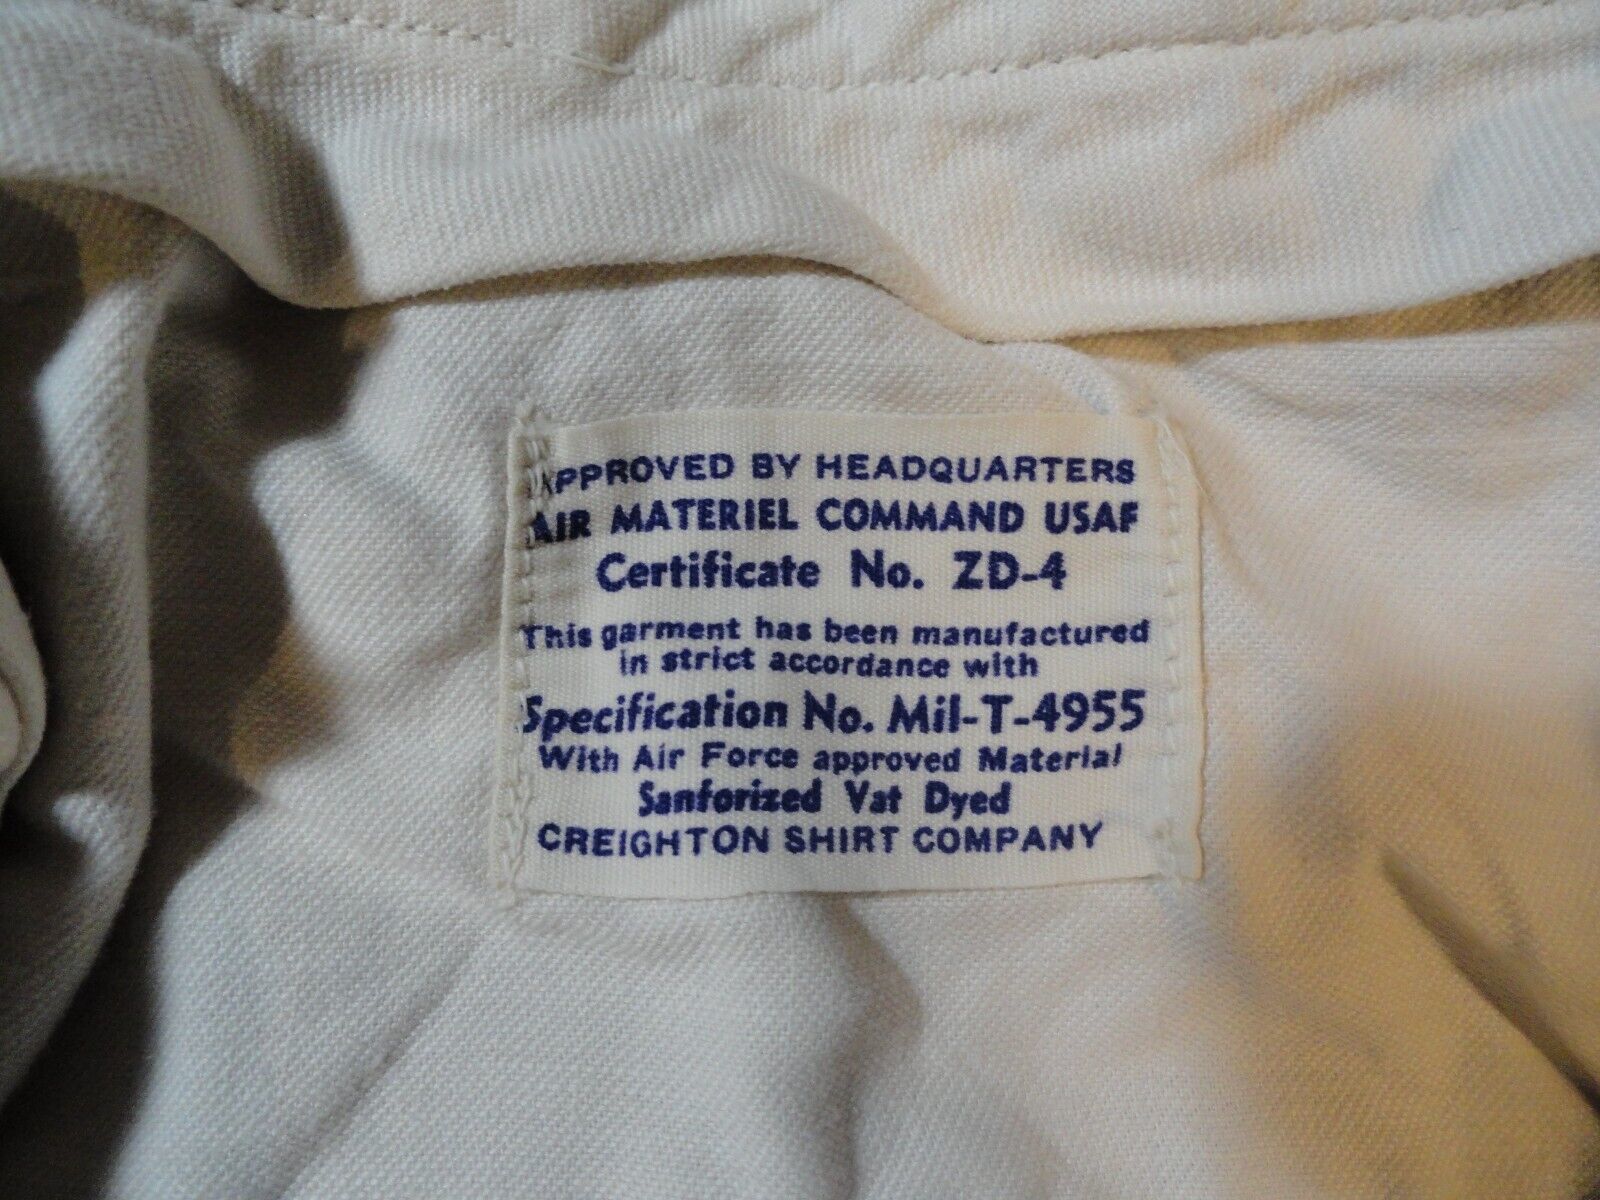 APPROVED BY HEADQUARTERS
AIR MATERIEL COMMAND USAF
Certificate No. ZD-4
This garment has been manufactured
in strict accordance with
Specification No. Mil-T-4955
With Air Force approved Material
Sanforized Vat Dyed
CREIGHTON SHIRT COMPANY